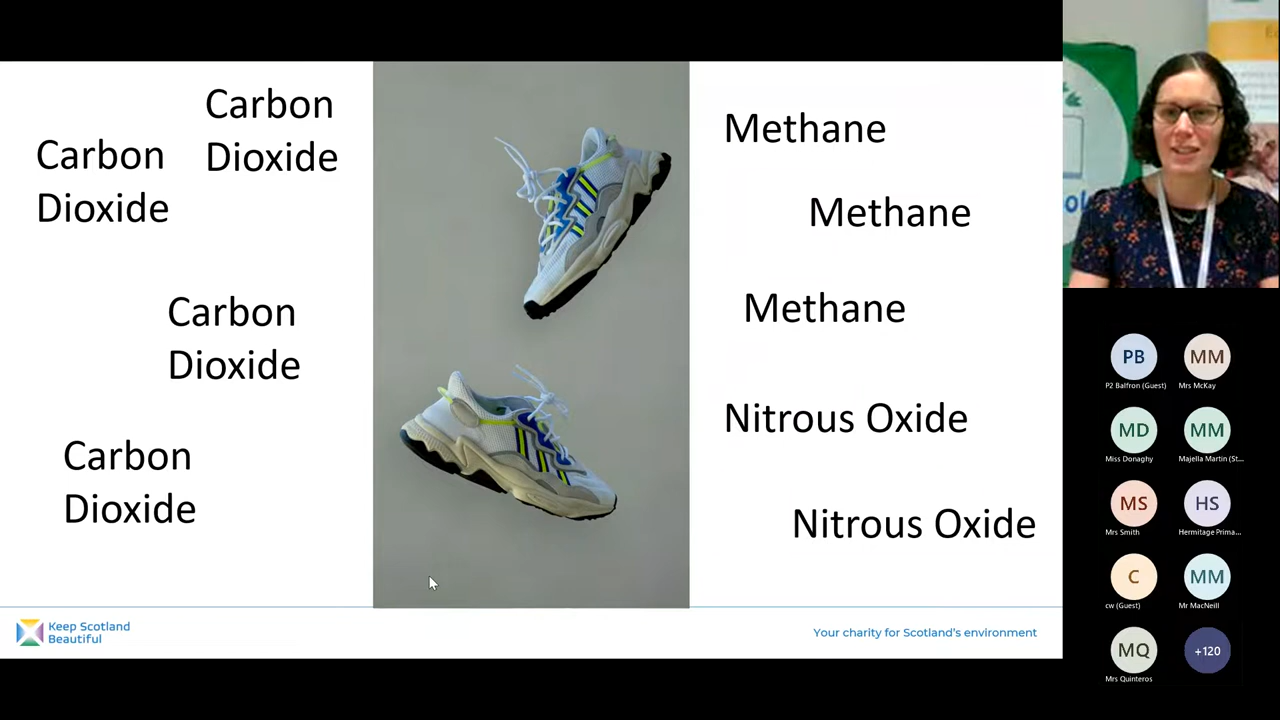 Carbon
Dioxide
Carbon
Dioxide
Carbon
Dioxide
Carbon
Dioxide
Methane
Methane
Methane
Nitrous Oxide
Nitrous Oxide
Keep Scotland
Beautiful
Your charity for Scotland's environment
PB
P2 Balfron (Guest)
MM
Mrs McKay
MD
Miss Donaghy
MM
Majella Martin (St...
MS
Mrs Smith
HS
Hermitage Prima...
C
cw (Guest)
MM
Mr MacNeill
MQ
Mrs Quinteros
+120